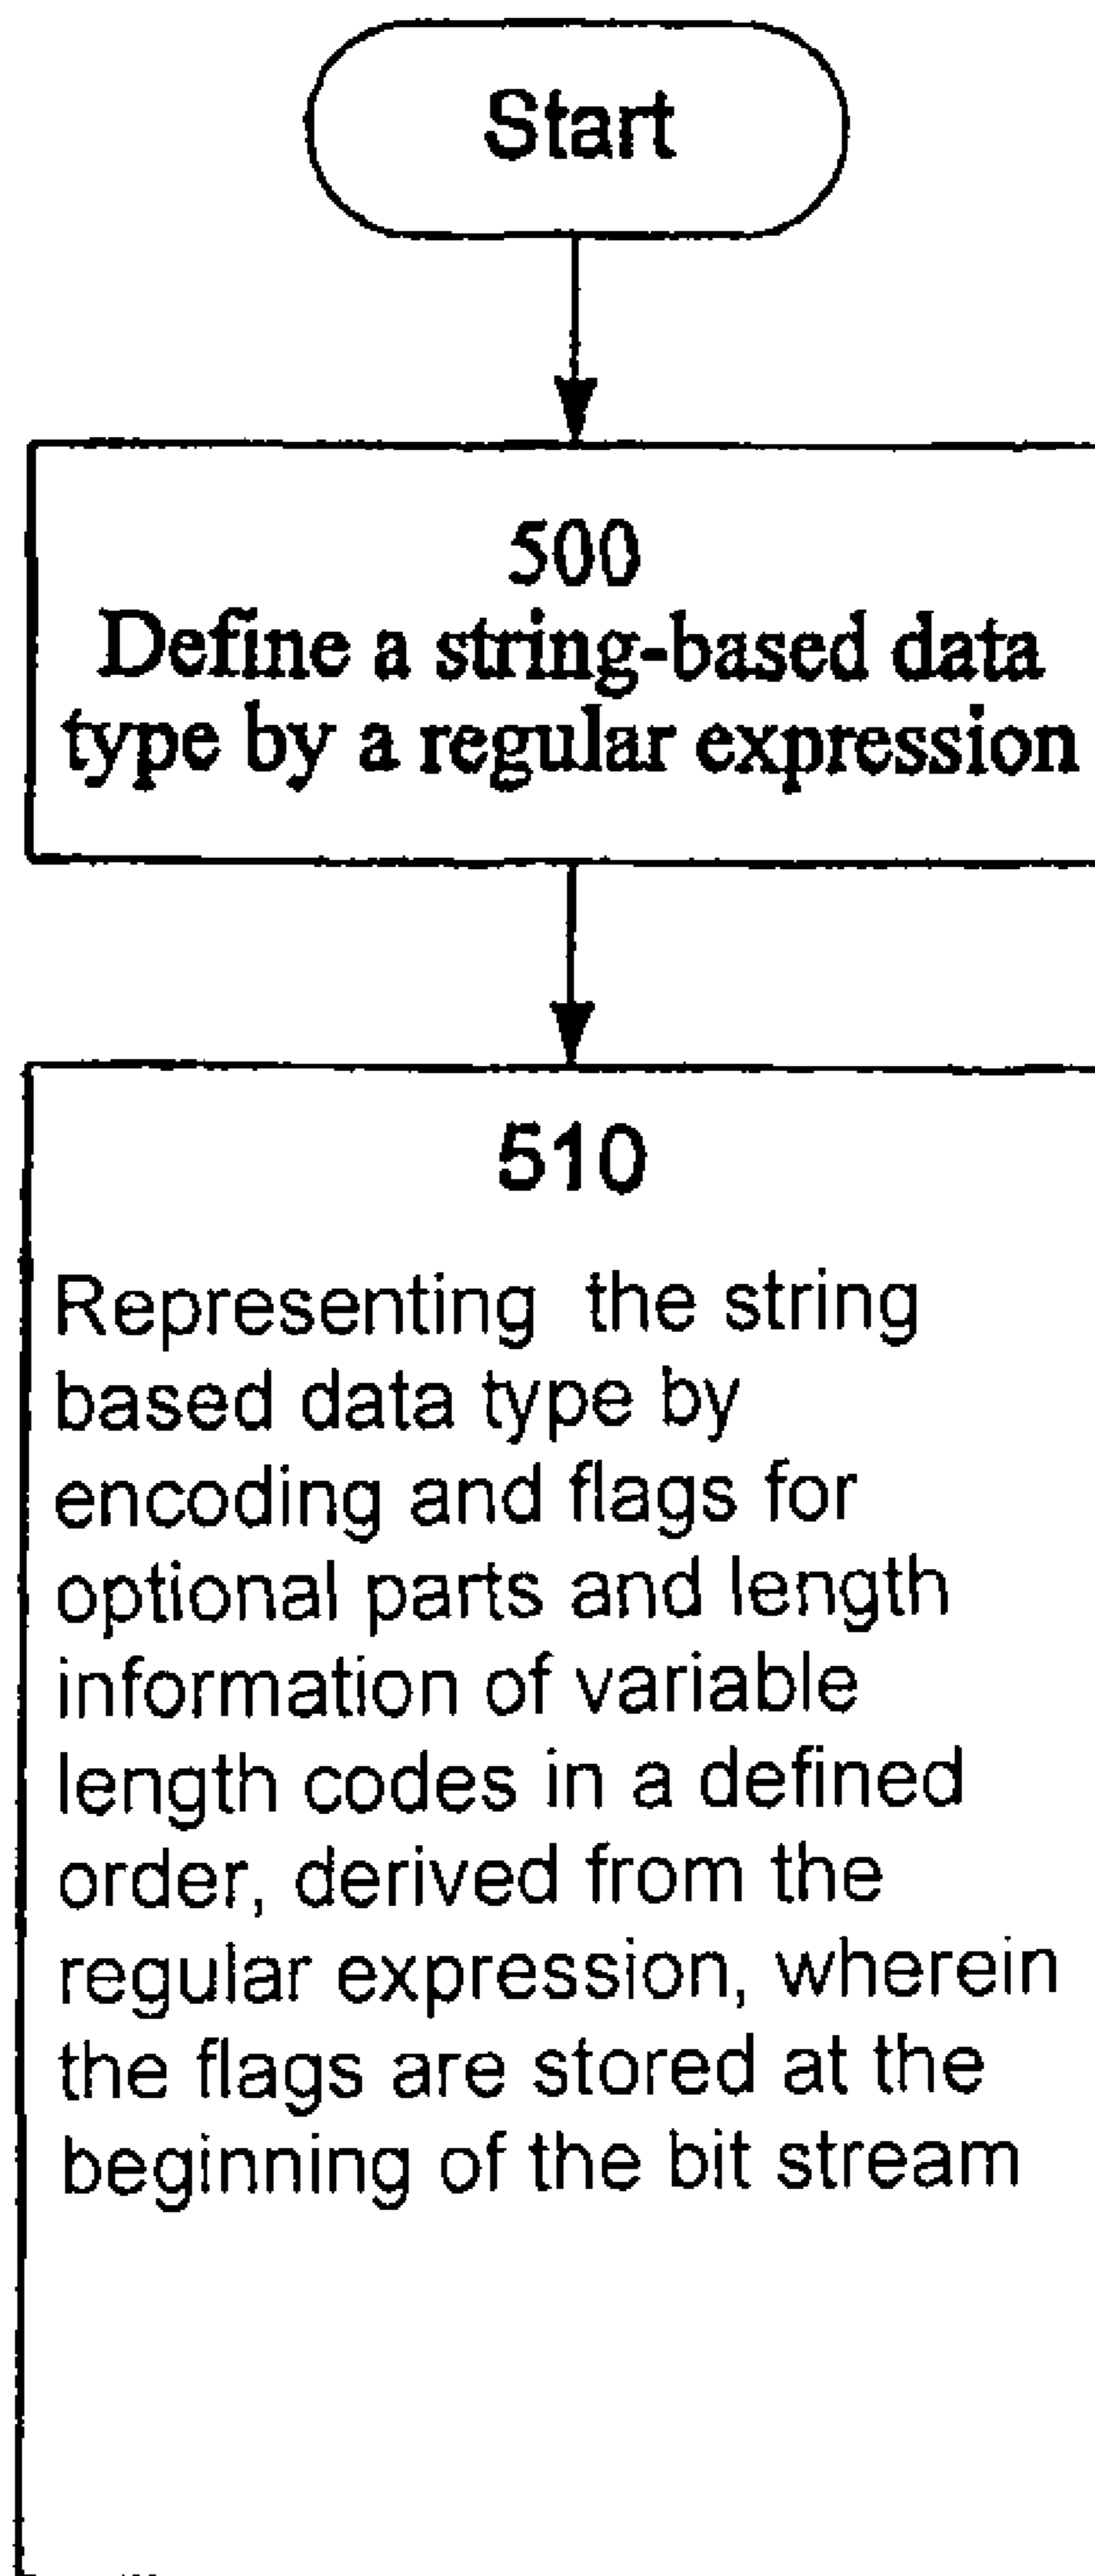 Start
500
Define a string-based data
type by a regular expression
510
Representing the string
based data type by
encoding and flags for
optional parts and length
information of variable
length codes in a defined
order, derived from the
regular expression, wherein
the flags are stored at the
beginning of the bit stream